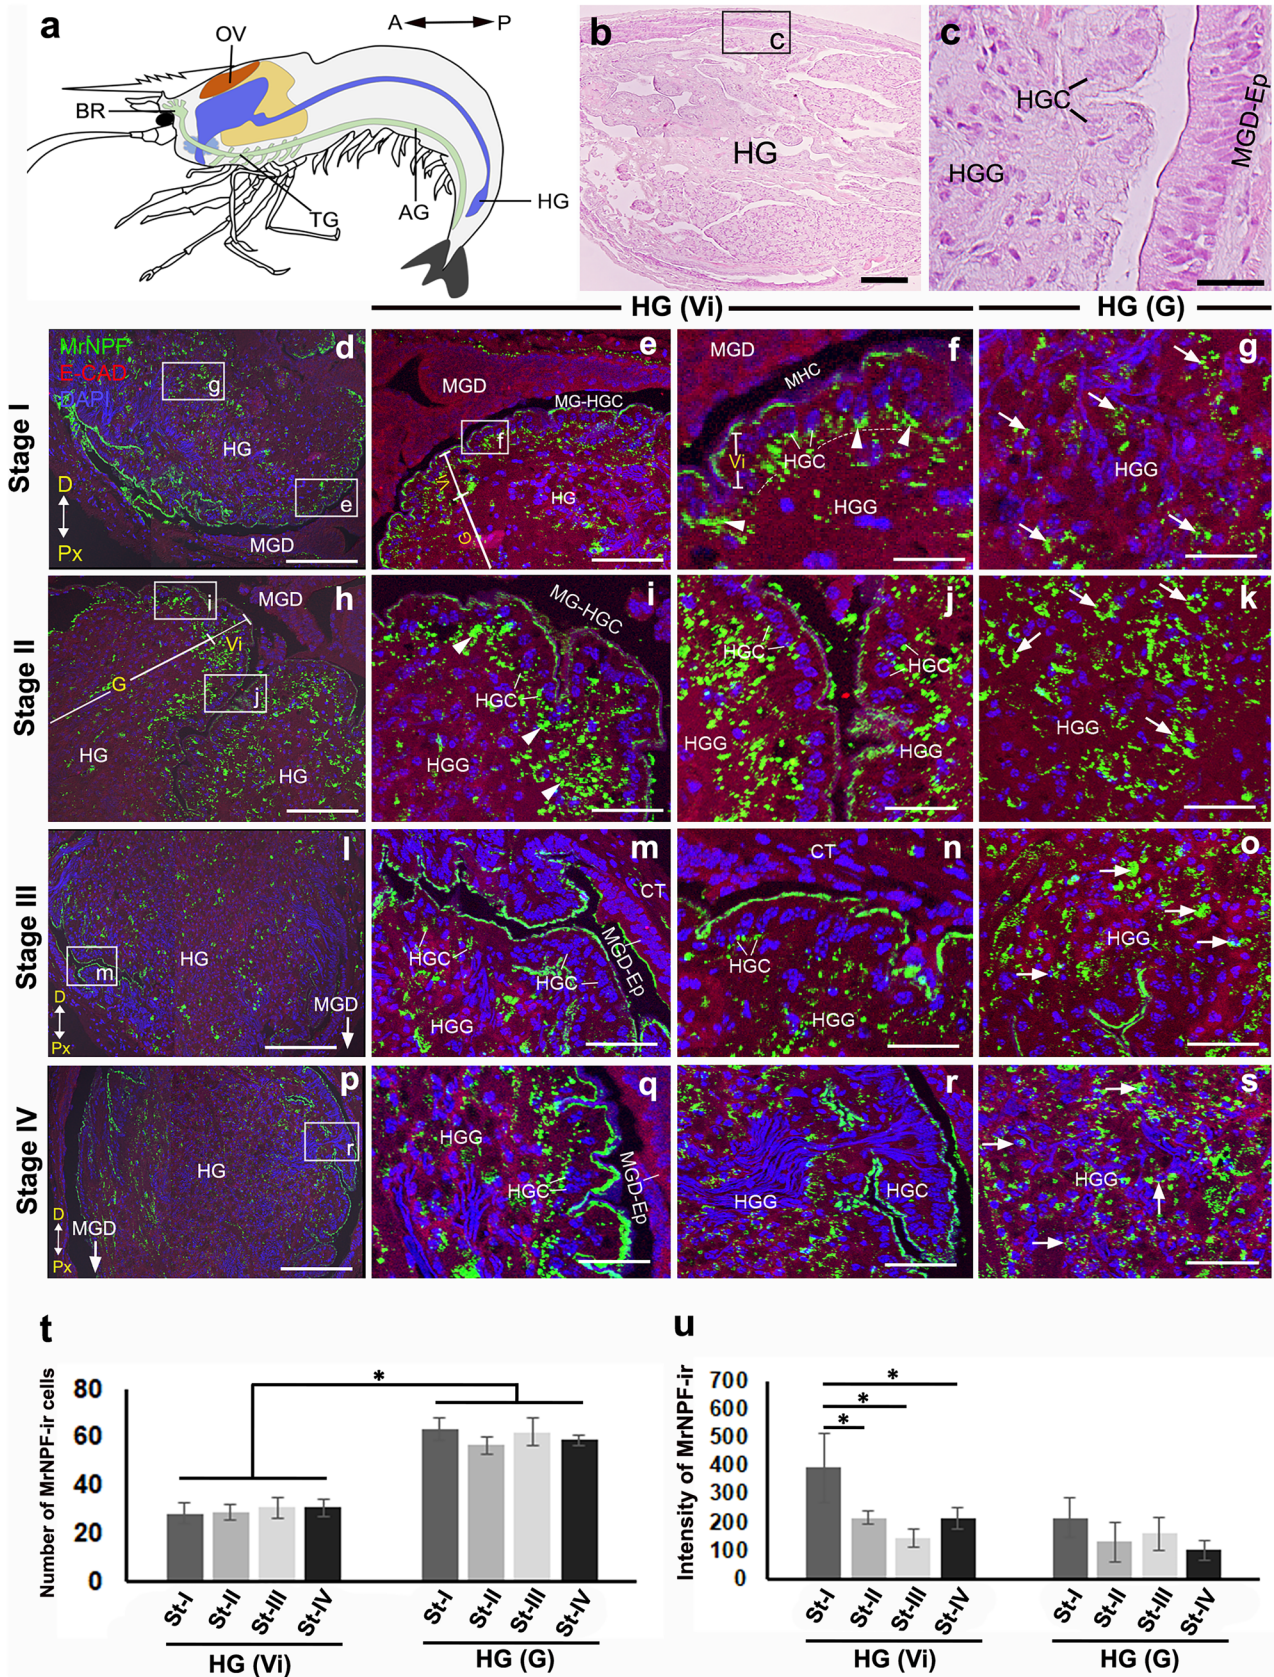 a
A P
OV
BR
TG
AG
HG
b
C
HG
c
HGC
HGG
MGD-Ep
HG (Vi)
HG (G)
Stage I
d
MrNPF
E-CAD
DAPI
g
HG
e
D
Px
MGD
e
MGD
MG-HGC
f
Vi
G
HG
f
MGD
MHC
Vi
HGC
HGG
g
HGG
Stage II
h
i
MGD
Vi
G
j
HG
HG
i
MG-HGC
HGC
HGG
j
HGC
HGC
HGG
HGG
k
HGG
Stage III
l
HG
m
D
Px
MGD
m
CT
HGC
MGD-Ep
HGC
HGG
n
CT
HGC
HGG
o
HGG
Stage IV
p
r
HG
D
MGD
Px
q
HGG
HGC
MGD-Ep
r
HGG
HGC
s
HGG
t
Number of MrNPF-ir cells
80
60
40
20
0
*
St-I St-II St-III St-IV
St-I St-II St-III St-IV
HG (Vi)
HG (G)
u
Intensity of MrNPF-ir
700
600
500
400
300
200
100
0
*
*
*
St-I St-II St-III St-IV
St-I St-II St-III St-IV
HG (Vi)
HG (G)